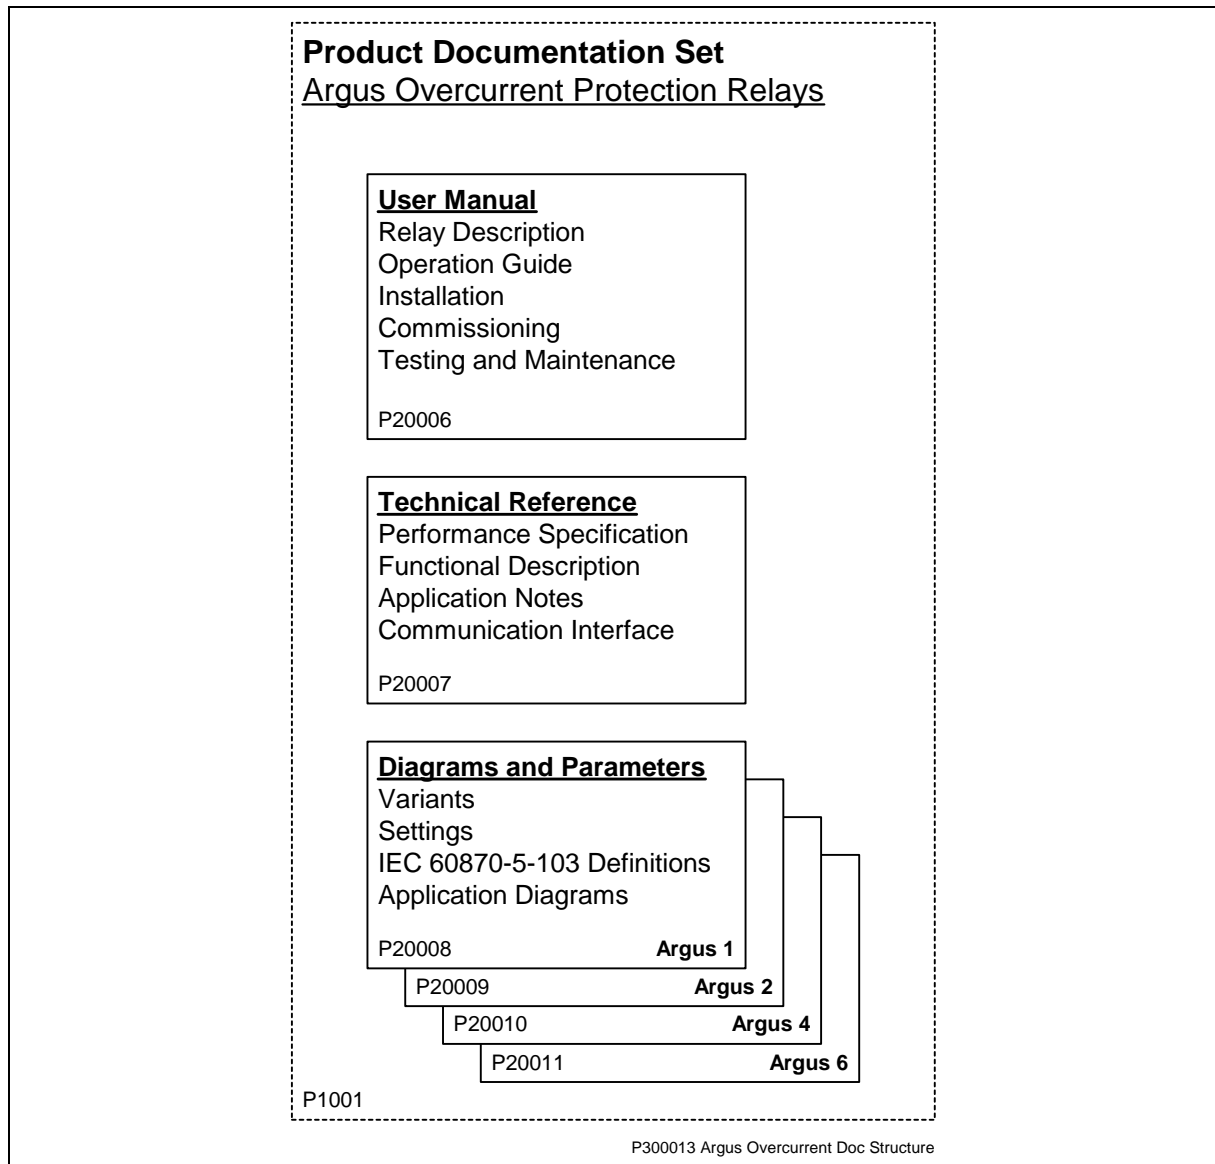 Product Documentation Set
Argus Overcurrent Protection Relays
User Manual
Relay Description
Operation Guide
Installation
Commissioning
Testing and Maintenance
P20006
Technical Reference
Performance Specification
Functional Description
Application Notes
Communication Interface
P20007
Diagrams and Parameters
Variants
Settings
IEC 60870-5-103 Definitions
Application Diagrams
P20008 Argus 1
P20009 Argus 2
P20010 Argus 4
P20011 Argus 6
P1001
P300013 Argus Overcurrent Doc Structure